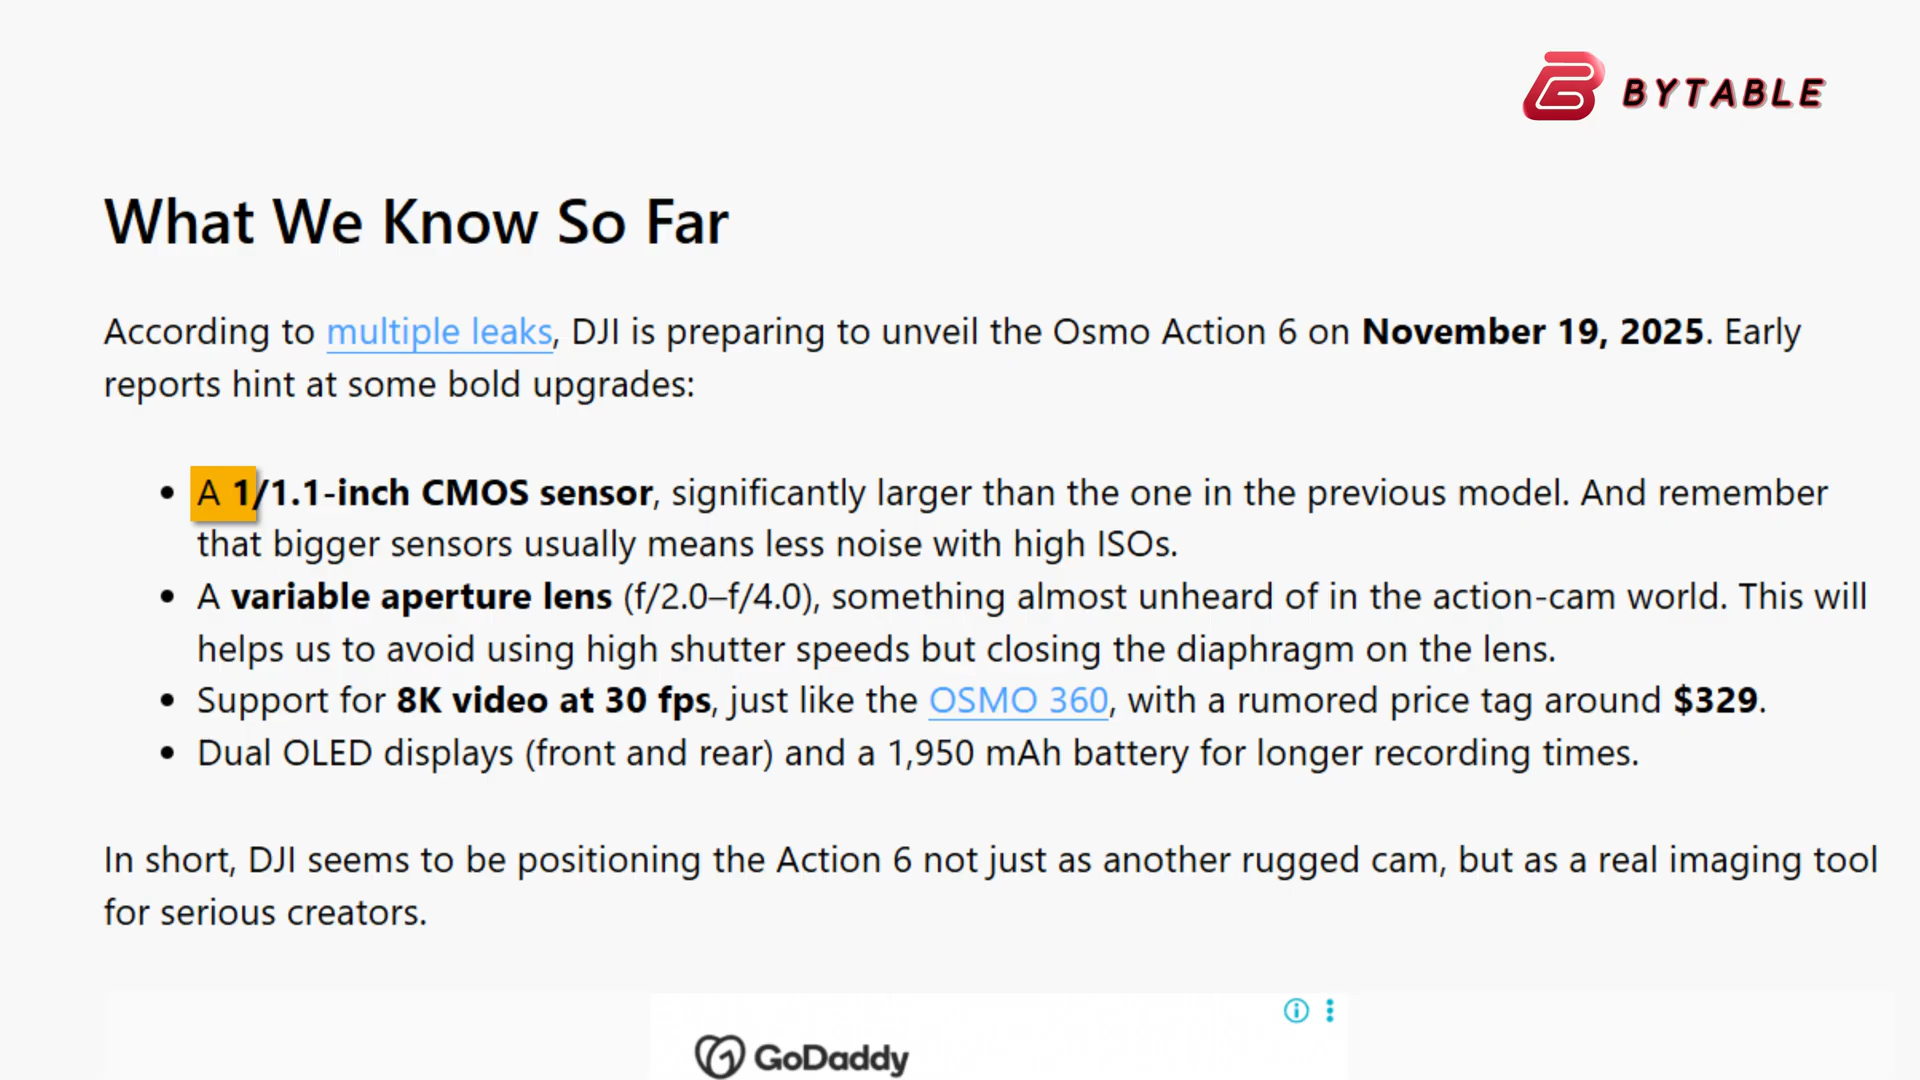 BYTABLE
What We Know So Far
According to multiple leaks, DJI is preparing to unveil the Osmo Action 6 on November 19, 2025. Early
reports hint at some bold upgrades:
• A 1/1.1-inch CMOS sensor, significantly larger than the one in the previous model. And remember
that bigger sensors usually means less noise with high ISOs.
• A variable aperture lens (f/2.0–f/4.0), something almost unheard of in the action-cam world. This will
helps us to avoid using high shutter speeds but closing the diaphragm on the lens.
• Support for 8K video at 30 fps, just like the OSMO 360, with a rumored price tag around $329.
• Dual OLED displays (front and rear) and a 1,950 mAh battery for longer recording times.
In short, DJI seems to be positioning the Action 6 not just as another rugged cam, but as a real imaging tool
for serious creators.
GoDaddy